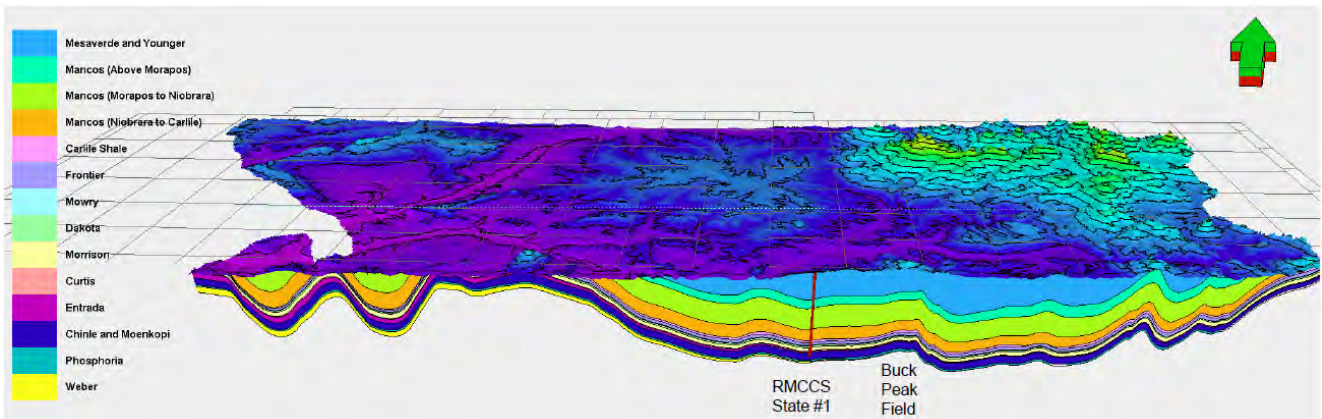 Mesaverde and Younger
Mancos (Above Morapos)
Mancos (Morapos to Niobrara)
Mancos (Niobrara to Carlile)
Carlile Shale
Frontier
Mowry
Dakota
Morrison
Curtis
Entrada
Chinle and Moenkopi
Phosphoria
Weber
RMCCS
State #1
Buck
Peak
Field